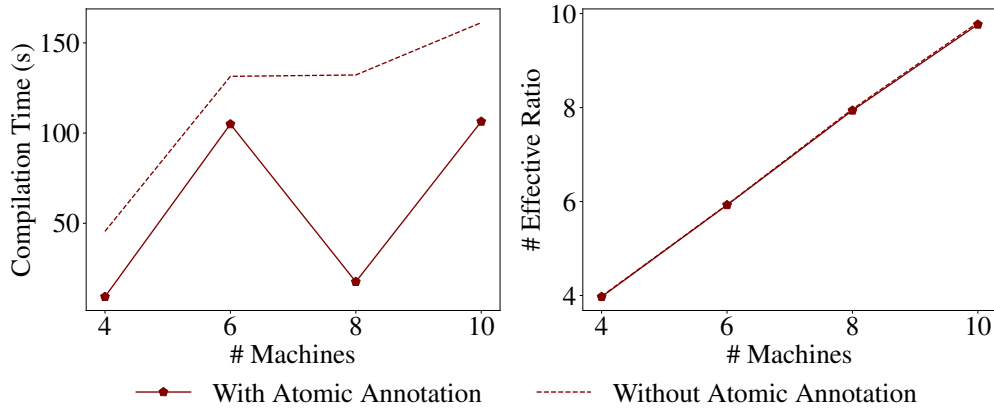 Compilation Time (s)
150
100
50
4 6 8 10
# Machines
# Effective Ratio
10
8
6
4
4 6 8 10
# Machines
With Atomic Annotation
Without Atomic Annotation